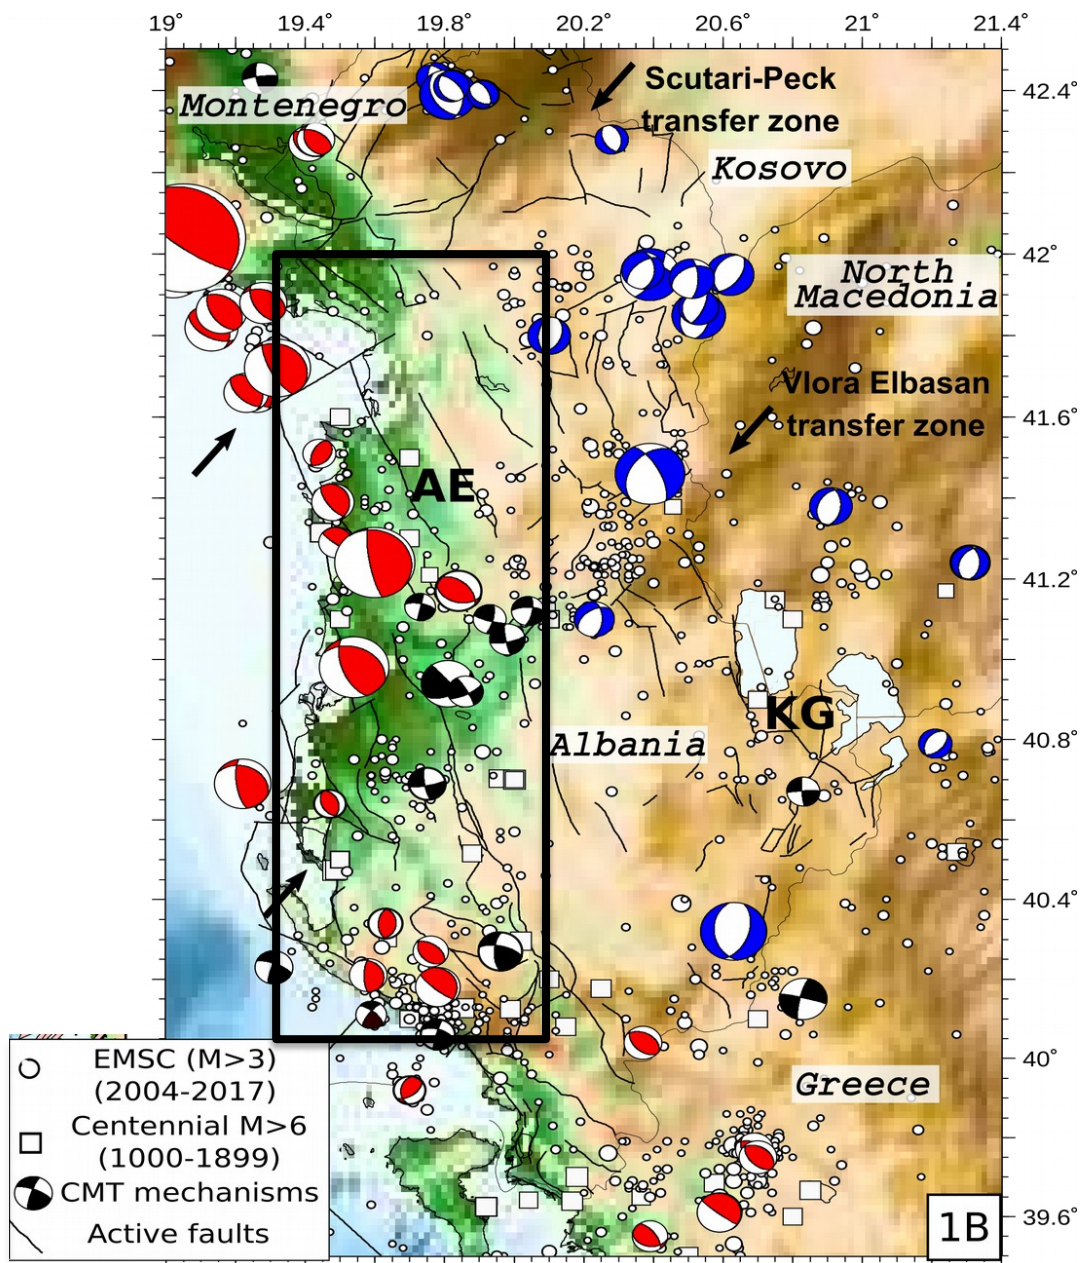 19° 19.4° 19.8° 20.2° 20.6° 21° 21.4°
Scutari-Peck
transfer zone
Montenegro
42.4°
Kosovo
42°
North
Macedonia
Vlora Elbasan
transfer zone
41.6°
AE
41.2°
KG
Albania
40.8°
40.4°
40°
Greece
39.6°
EMSC (M>3)
(2004-2017)
Centennial M>6
(1000-1899)
CMT mechanisms
Active faults
1B